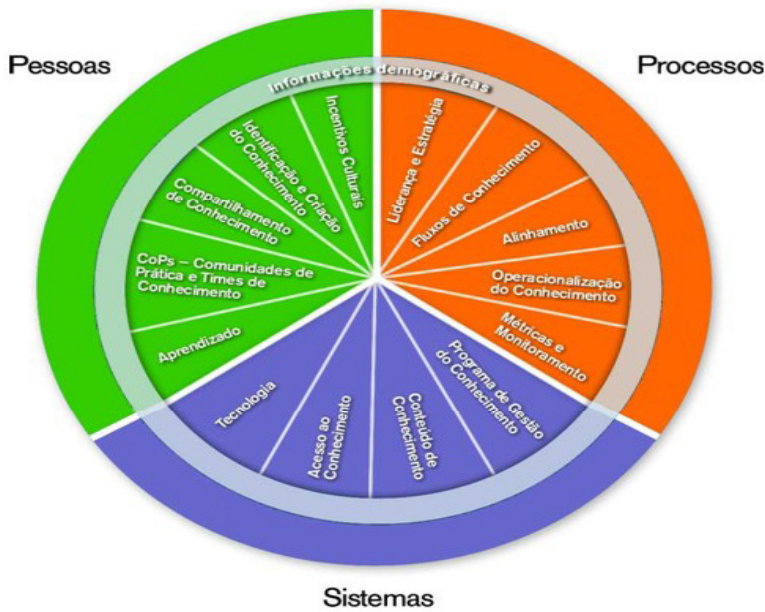 Pessoas
Processos
Informações demográficas
Incentivos Culturais
Identificação e Criação
do Conhecimento
Compartilhamento
de Conhecimento
CoPs – Comunidades de
Prática e Times de
Conhecimento
Aprendizado
Liderança e Estratégia
Fluxos de Conhecimento
Alinhamento
Operacionalização
do Conhecimento
Métricas e
Monitoramento
Programa de Gestão
do Conhecimento
Conteúdo de
Conhecimento
Acesso ao
Conhecimento
Tecnologia
Sistemas